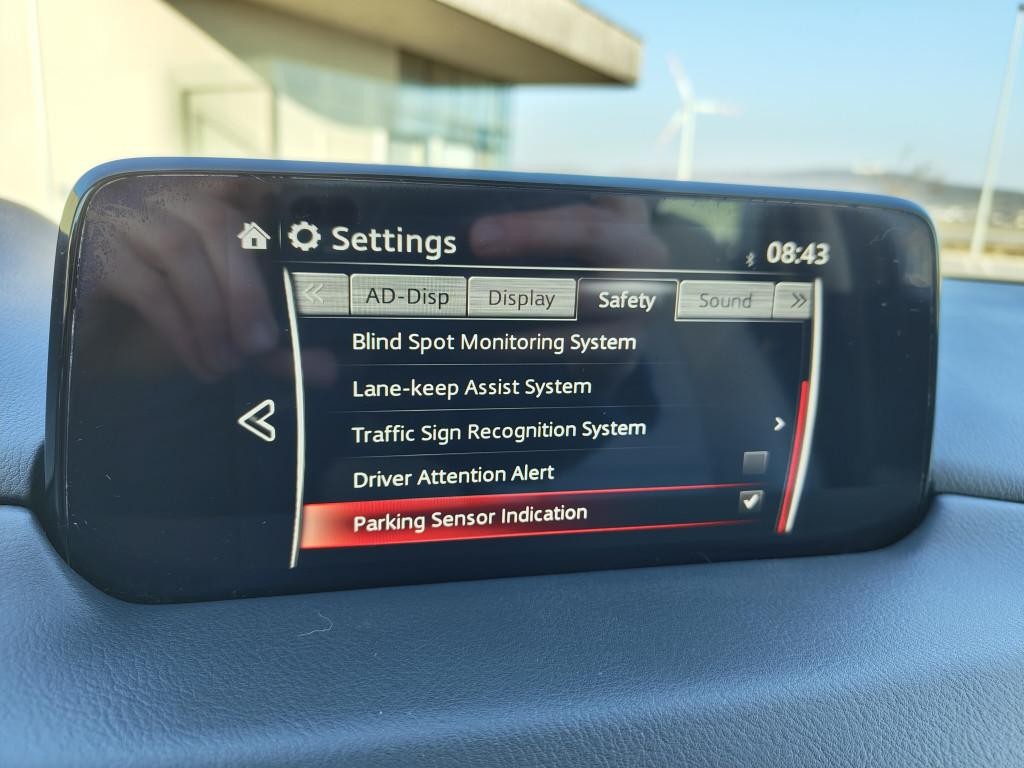 Settings
08:43
AD-Disp Display Safety Sound
Blind Spot Monitoring System
Lane-keep Assist System
Traffic Sign Recognition System
Driver Attention Alert
Parking Sensor Indication